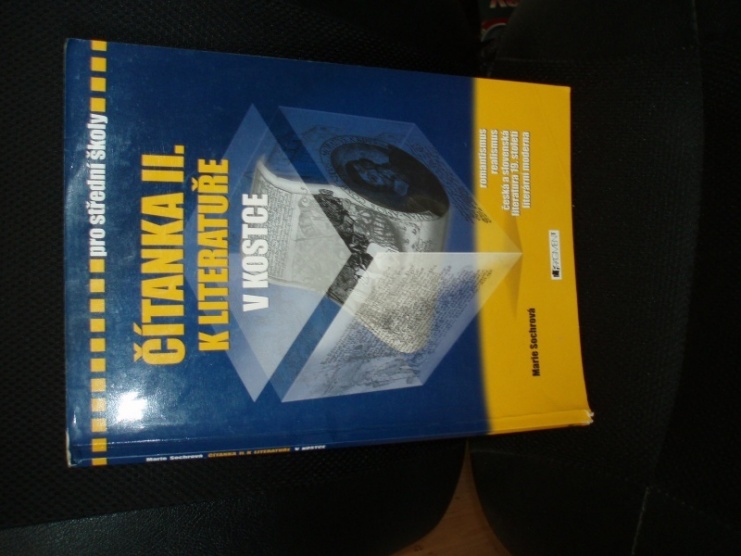 pro střední školy
ČÍTANKA II.
K LITERATUŘE
V KOSTCE
romantismus
realismus
česká a slovenská
literatura 19. století
literární moderna
FRAGMENT
Marie Sochrová
Marie Sochrová ČÍTANKA II. K LITERATUŘE V KOSTCE